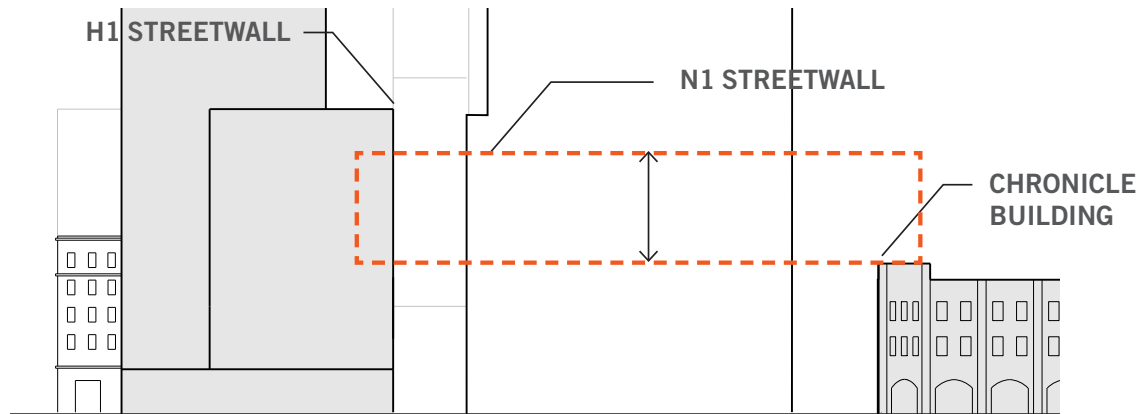 H1 STREETWALL
N1 STREETWALL
CHRONICLE
BUILDING